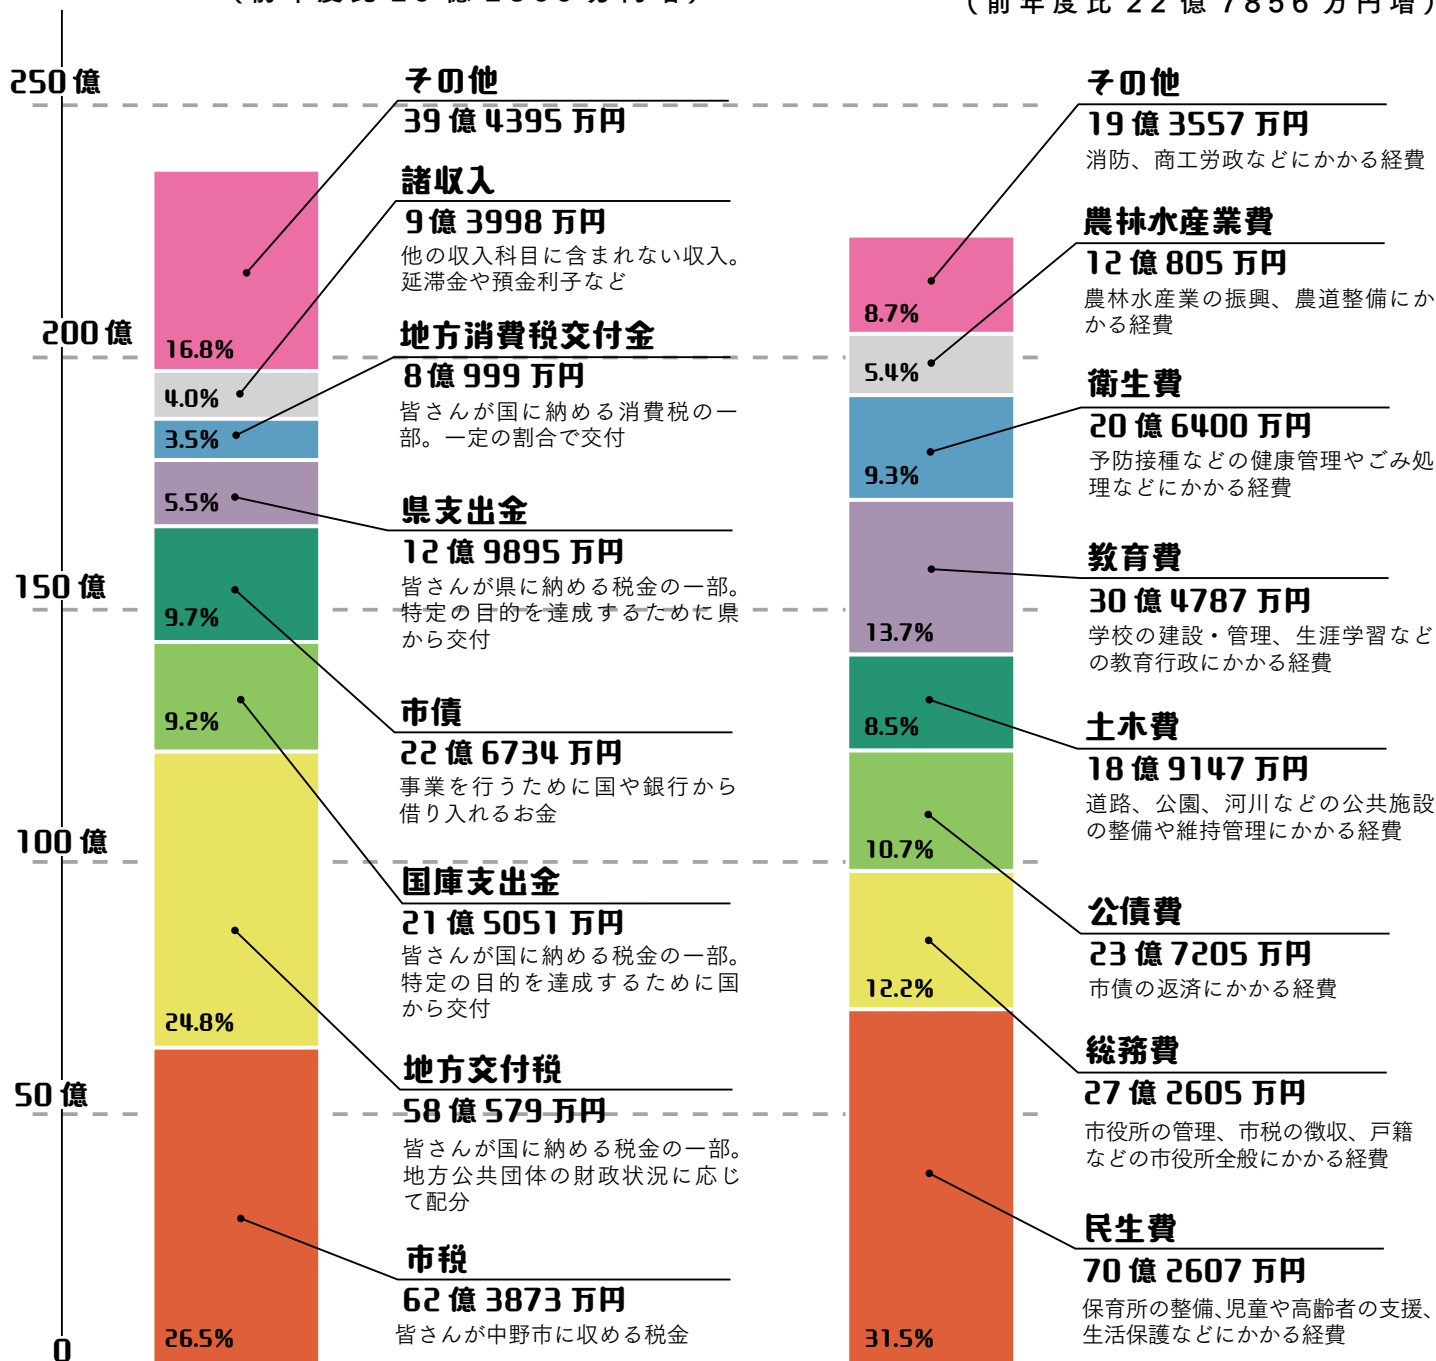 (前年度比 22 億 7856 万円増)
250 億
200 億
150 億
100 億
50 億
0
16.8%
4.0%
3.5%
5.5%
9.7%
9.2%
24.8%
26.5%
その他
39 億 4395 万円
諸収入
9 億 3998 万円
他の収入科目に含まれない収入。
延滞金や預金利子など
地方消費税交付金
8 億 999 万円
皆さんが国に納める消費税の一
部。一定の割合で交付
県支出金
12 億 9895 万円
皆さんが県に納める税金の一部。
特定の目的を達成するために県
から交付
市債
22 億 6734 万円
事業を行うために国や銀行から
借り入れるお金
国庫支出金
21 億 5051 万円
皆さんが国に納める税金の一部。
特定の目的を達成するために国
から交付
地方交付税
58 億 579 万円
皆さんが国に納める税金の一部。
地方公共団体の財政状況に応じ
て配分
市税
62 億 3873 万円
皆さんが中野市に収める税金
8.7%
5.4%
9.3%
13.7%
8.5%
10.7%
12.2%
31.5%
その他
19 億 3557 万円
消防、商工労政などにかかる経費
農林水産業費
12 億 805 万円
農林水産業の振興、農道整備にか
かる経費
衛生費
20 億 6400 万円
予防接種などの健康管理やごみ処
理などにかかる経費
教育費
30 億 4787 万円
学校の建設・管理、生涯学習など
の教育行政にかかる経費
土木費
18 億 9147 万円
道路、公園、河川などの公共施設
の整備や維持管理にかかる経費
公債費
23 億 7205 万円
市債の返済にかかる経費
総務費
27 億 2605 万円
市役所の管理、市税の徴収、戸籍
などの市役所全般にかかる経費
民生費
70 億 2607 万円
保育所の整備、児童や高齢者の支援、
生活保護などにかかる経費